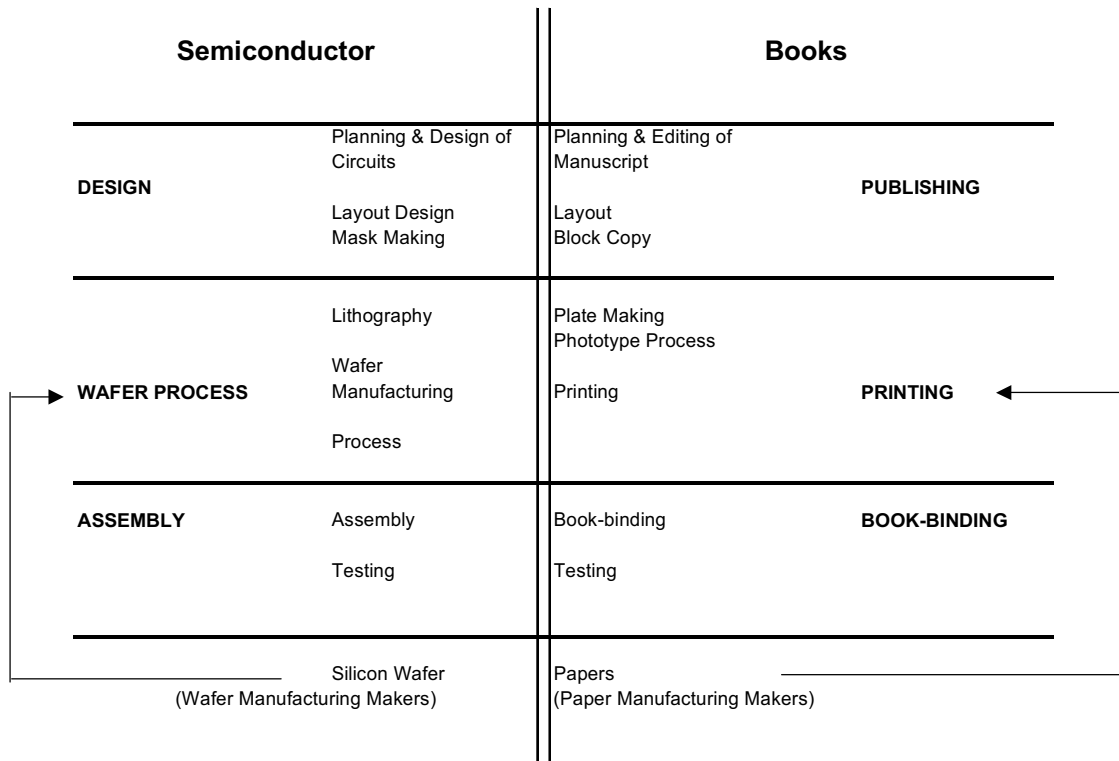 Semiconductor Books
Planning & Design of Planning & Editing of
Circuits Manuscript
DESIGN PUBLISHING
Layout Design Layout
Mask Making Block Copy
Lithography Plate Making
Phototype Process
Wafer
WAFER PROCESS Manufacturing Printing PRINTING
Process
ASSEMBLY Assembly Book-binding BOOK-BINDING
Testing Testing
Silicon Wafer Papers
(Wafer Manufacturing Makers) (Paper Manufacturing Makers)